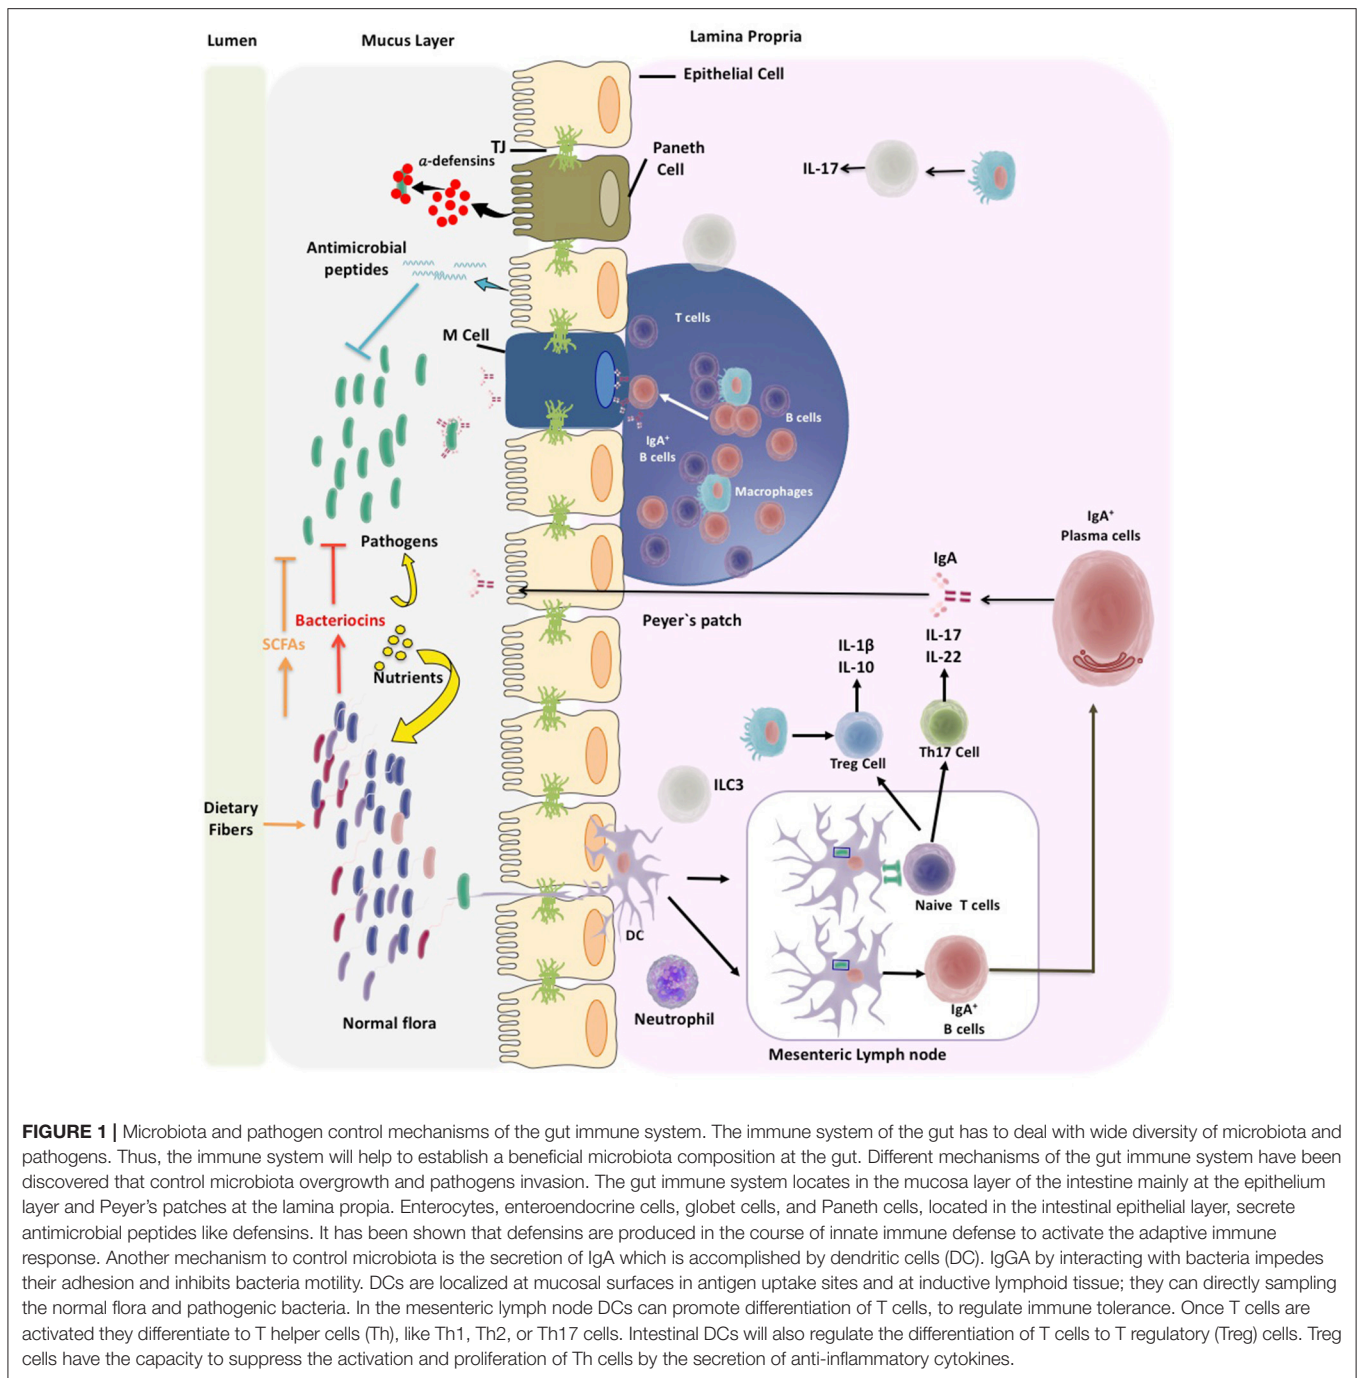 Lumen
Mucus Layer
Lamina Propria
Epithelial Cell
TJ
α-defensins
Paneth
Cell
IL-17
Antimicrobial
peptides
M Cell
T cells
B cells
IgA⁺
B cells
Macrophages
Pathogens
IgA⁺
Plasma cells
IgA
Bacteriocins
SCFAs
Nutrients
Peyer`s patch
IL-1β
IL-10
IL-17
IL-22
Treg Cell
Th17 Cell
ILC3
Dietary
Fibers
Naive T cells
DC
Neutrophil
IgA⁺
B cells
Normal flora
Mesenteric Lymph node
FIGURE 1 | Microbiota and pathogen control mechanisms of the gut immune system. The immune system of the gut has to deal with wide diversity of microbiota and
pathogens. Thus, the immune system will help to establish a beneficial microbiota composition at the gut. Different mechanisms of the gut immune system have been
discovered that control microbiota overgrowth and pathogens invasion. The gut immune system locates in the mucosa layer of the intestine mainly at the epithelium
layer and Peyer's patches at the lamina propia. Enterocytes, enteroendocrine cells, globet cells, and Paneth cells, located in the intestinal epithelial layer, secrete
antimicrobial peptides like defensins. It has been shown that defensins are produced in the course of innate immune defense to activate the adaptive immune
response. Another mechanism to control microbiota is the secretion of IgA which is accomplished by dendritic cells (DC). IgGA by interacting with bacteria impedes
their adhesion and inhibits bacteria motility. DCs are localized at mucosal surfaces in antigen uptake sites and at inductive lymphoid tissue; they can directly sampling
the normal flora and pathogenic bacteria. In the mesenteric lymph node DCs can promote differentiation of T cells, to regulate immune tolerance. Once T cells are
activated they differentiate to T helper cells (Th), like Th1, Th2, or Th17 cells. Intestinal DCs will also regulate the differentiation of T cells to T regulatory (Treg) cells. Treg
cells have the capacity to suppress the activation and proliferation of Th cells by the secretion of anti-inflammatory cytokines.